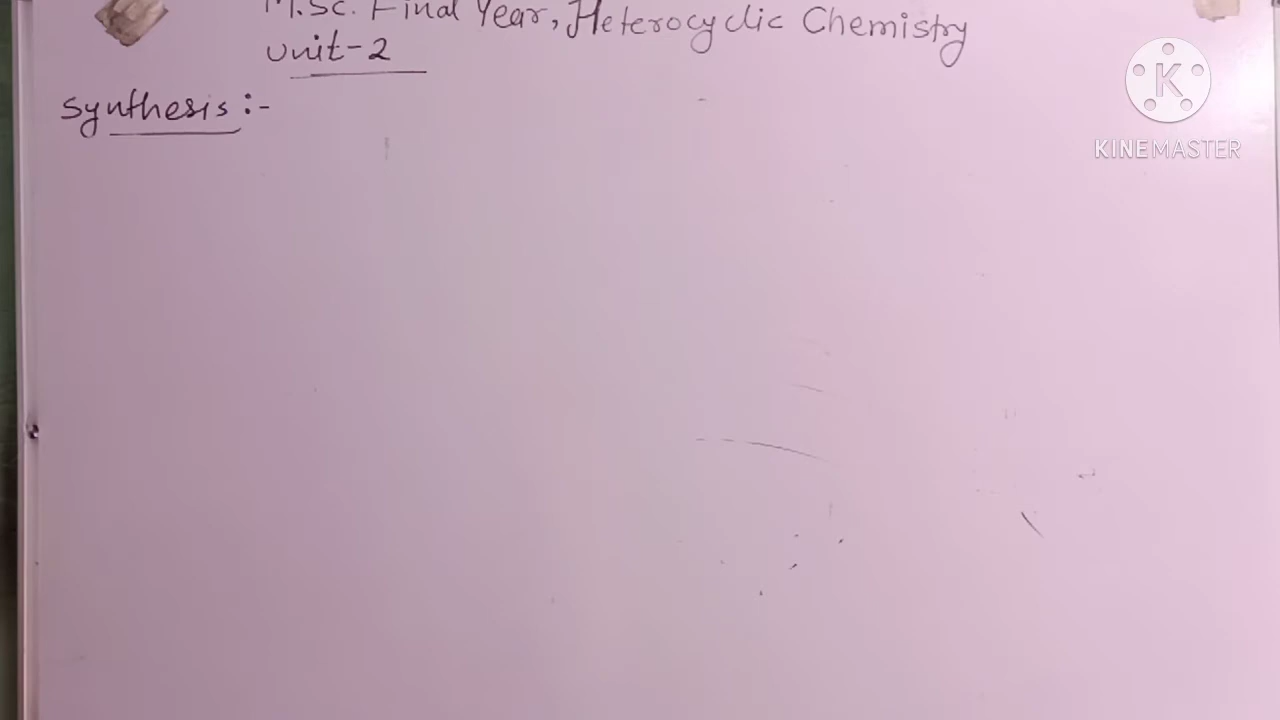 M.Sc. Final Year, Heterocyclic Chemistry
Unit-2
Synthesis :-
K
KINEMASTER